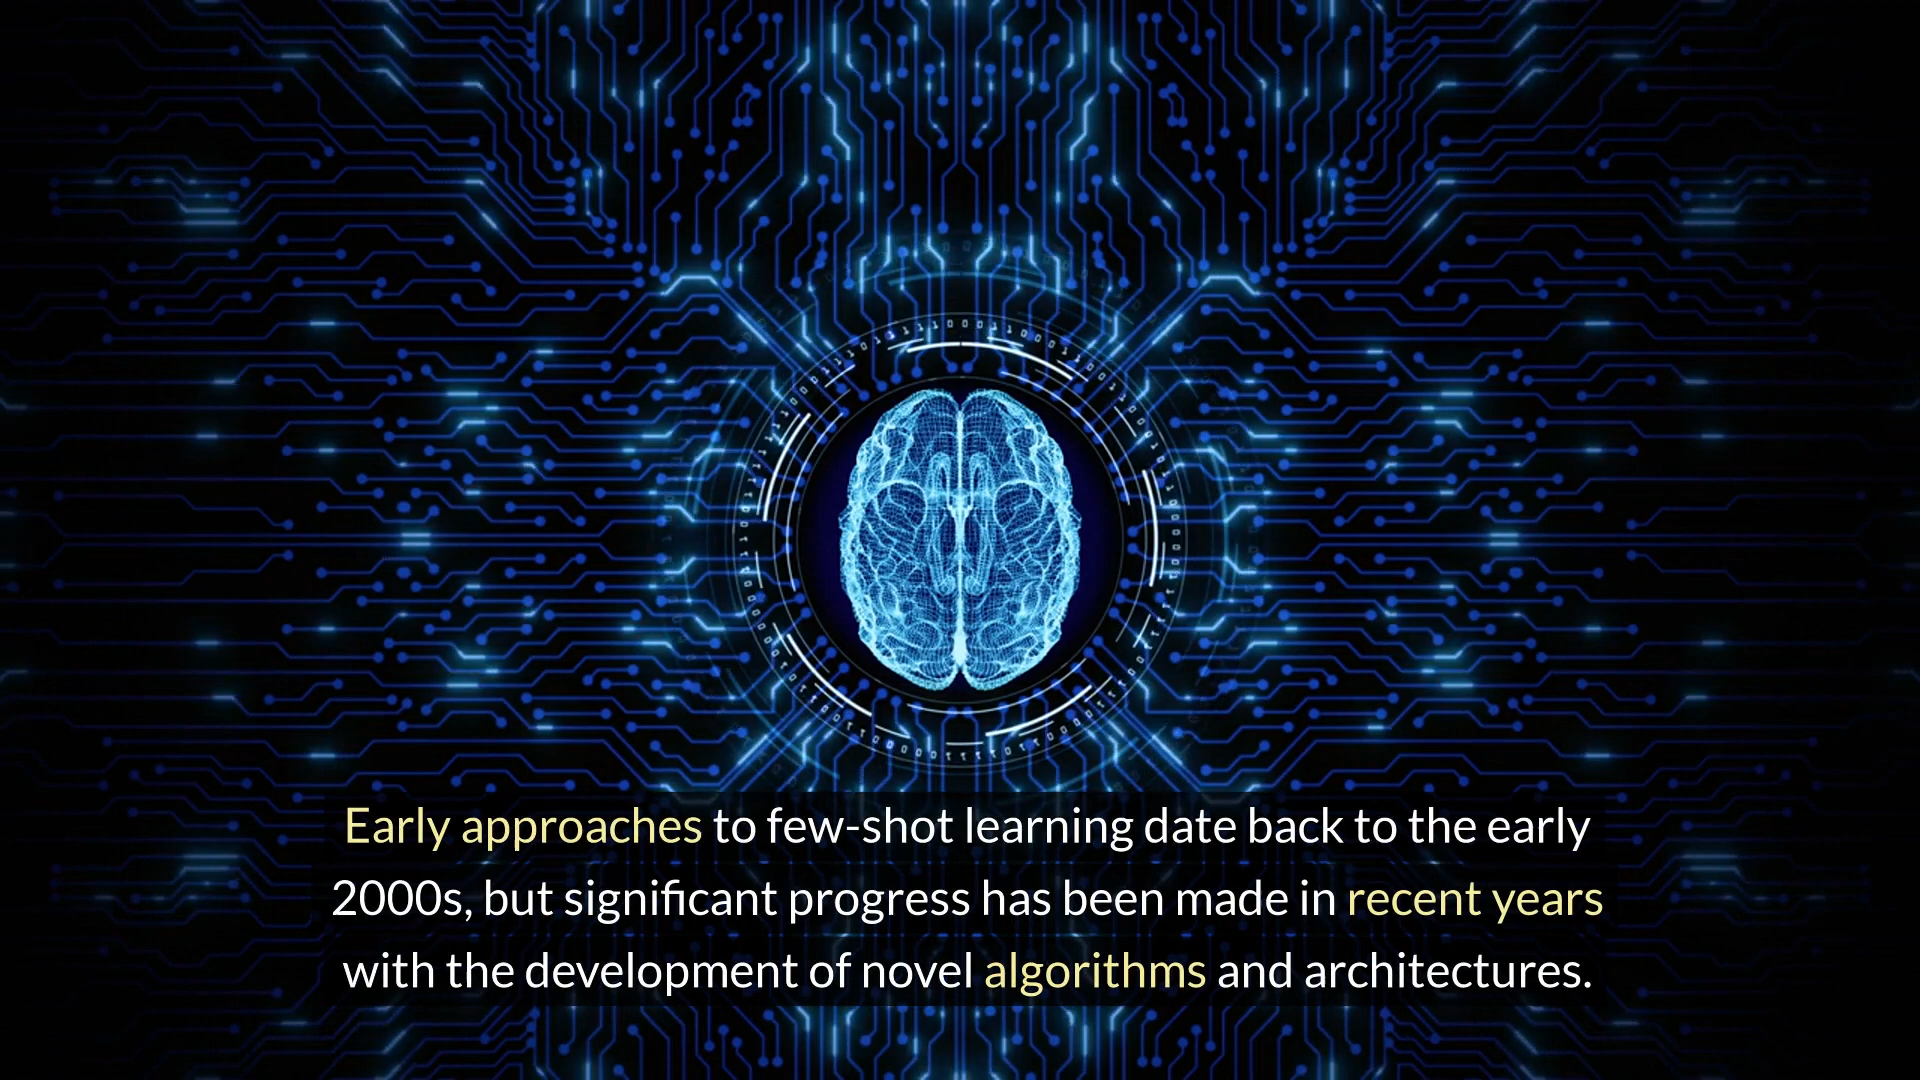 Early approaches to few-shot learning date back to the early
2000s, but significant progress has been made in recent years
with the development of novel algorithms and architectures.